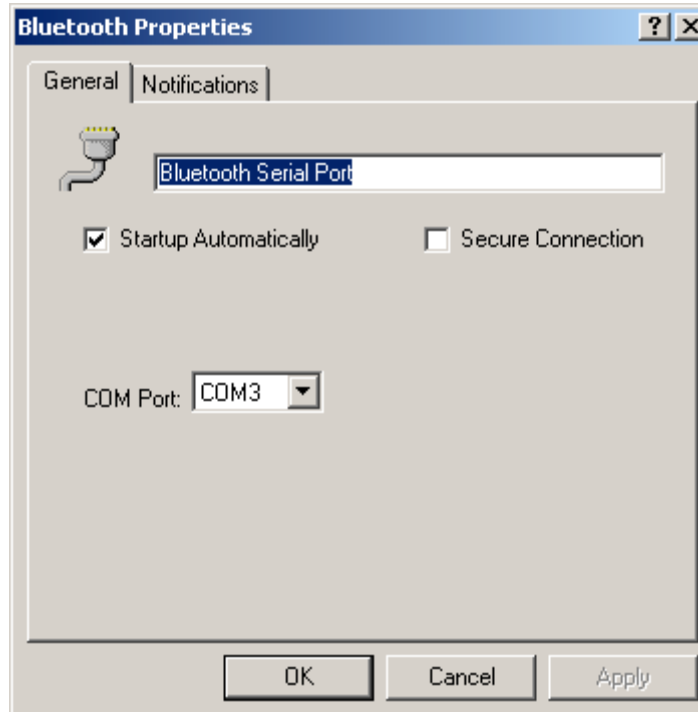 Bluetooth Properties
General Notifications
Bluetooth Serial Port
Startup Automatically Secure Connection
COM Port: COM3
OK Cancel Apply